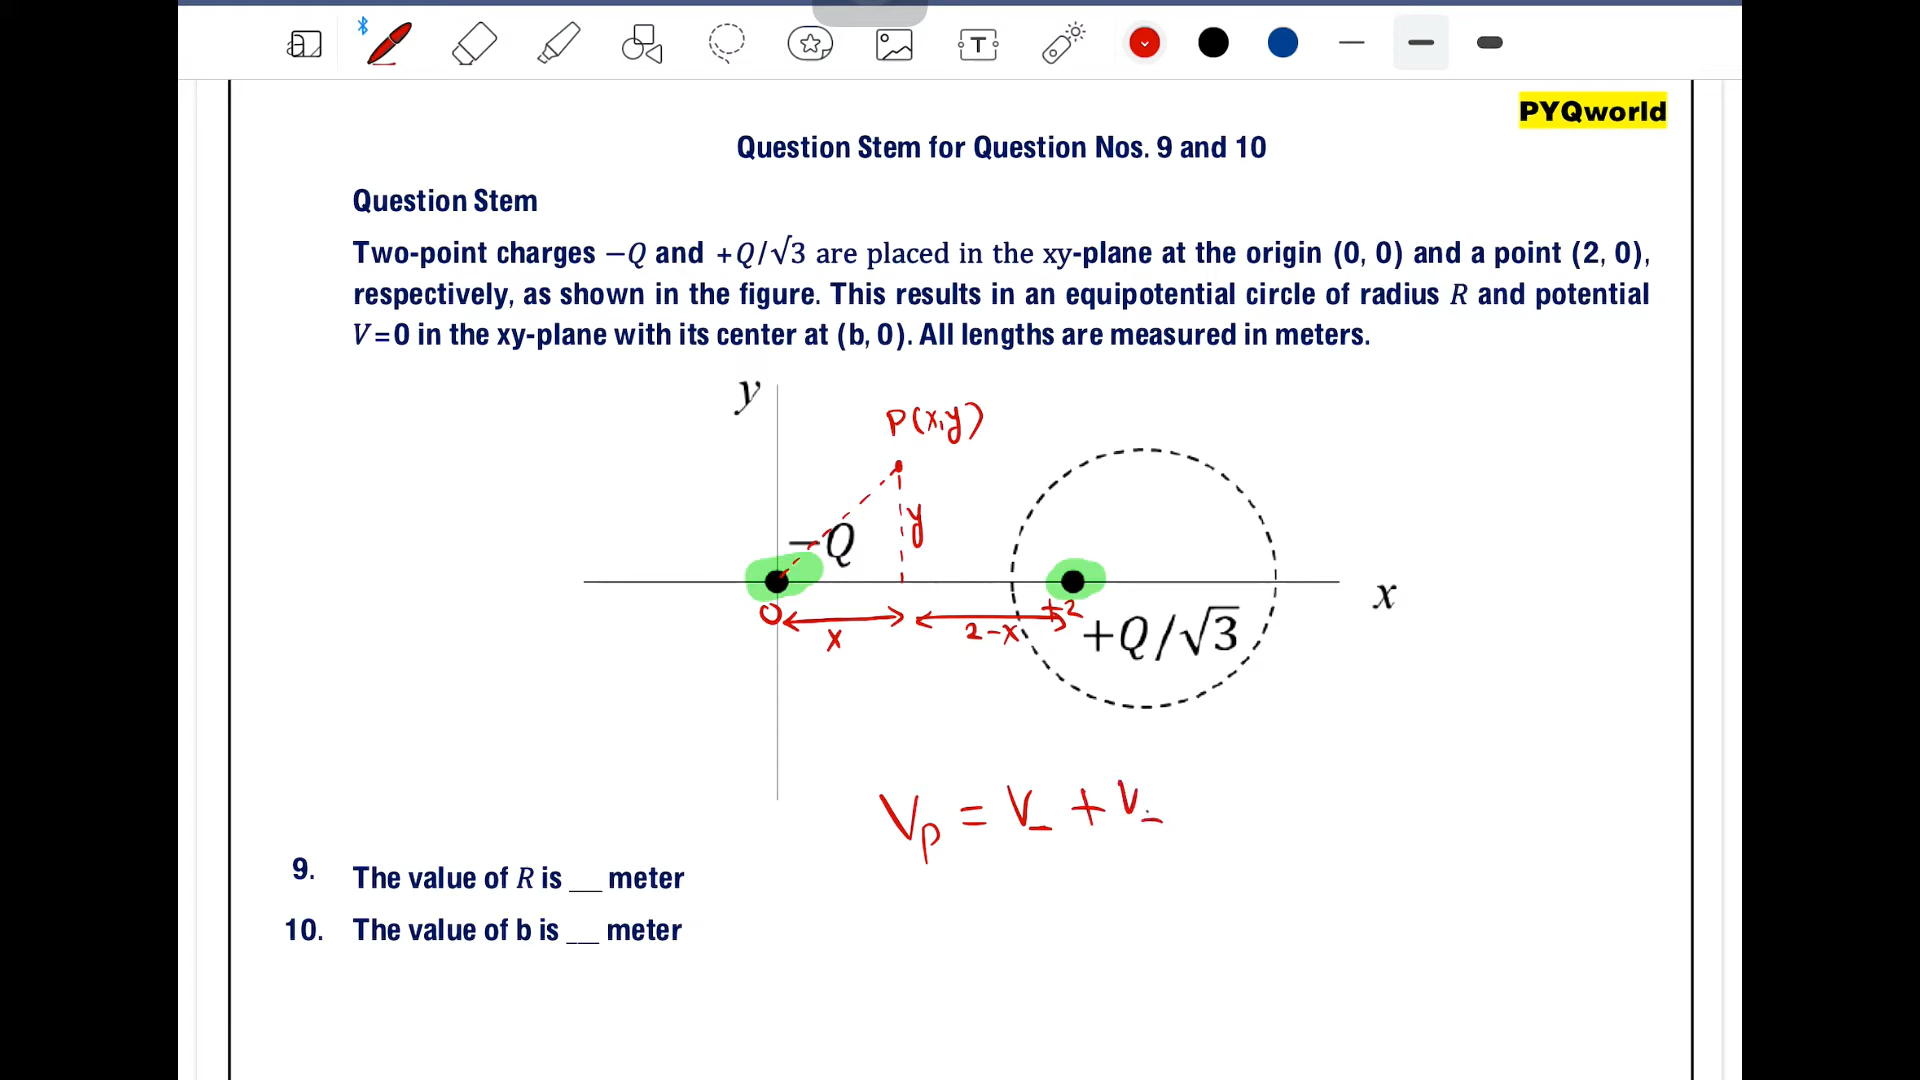 T
PYQworld
Question Stem for Question Nos. 9 and 10
Question Stem
Two-point charges −Q and +Q/√3 are placed in the xy-plane at the origin (0, 0) and a point (2, 0),
respectively, as shown in the figure. This results in an equipotential circle of radius R and potential
V=0 in the xy-plane with its center at (b, 0). All lengths are measured in meters.
y
P(x,y)
y
−Q
x
0
x
2-x
+2
+Q/√3
Vp = V_ + V_
9. The value of R is __ meter
10. The value of b is __ meter